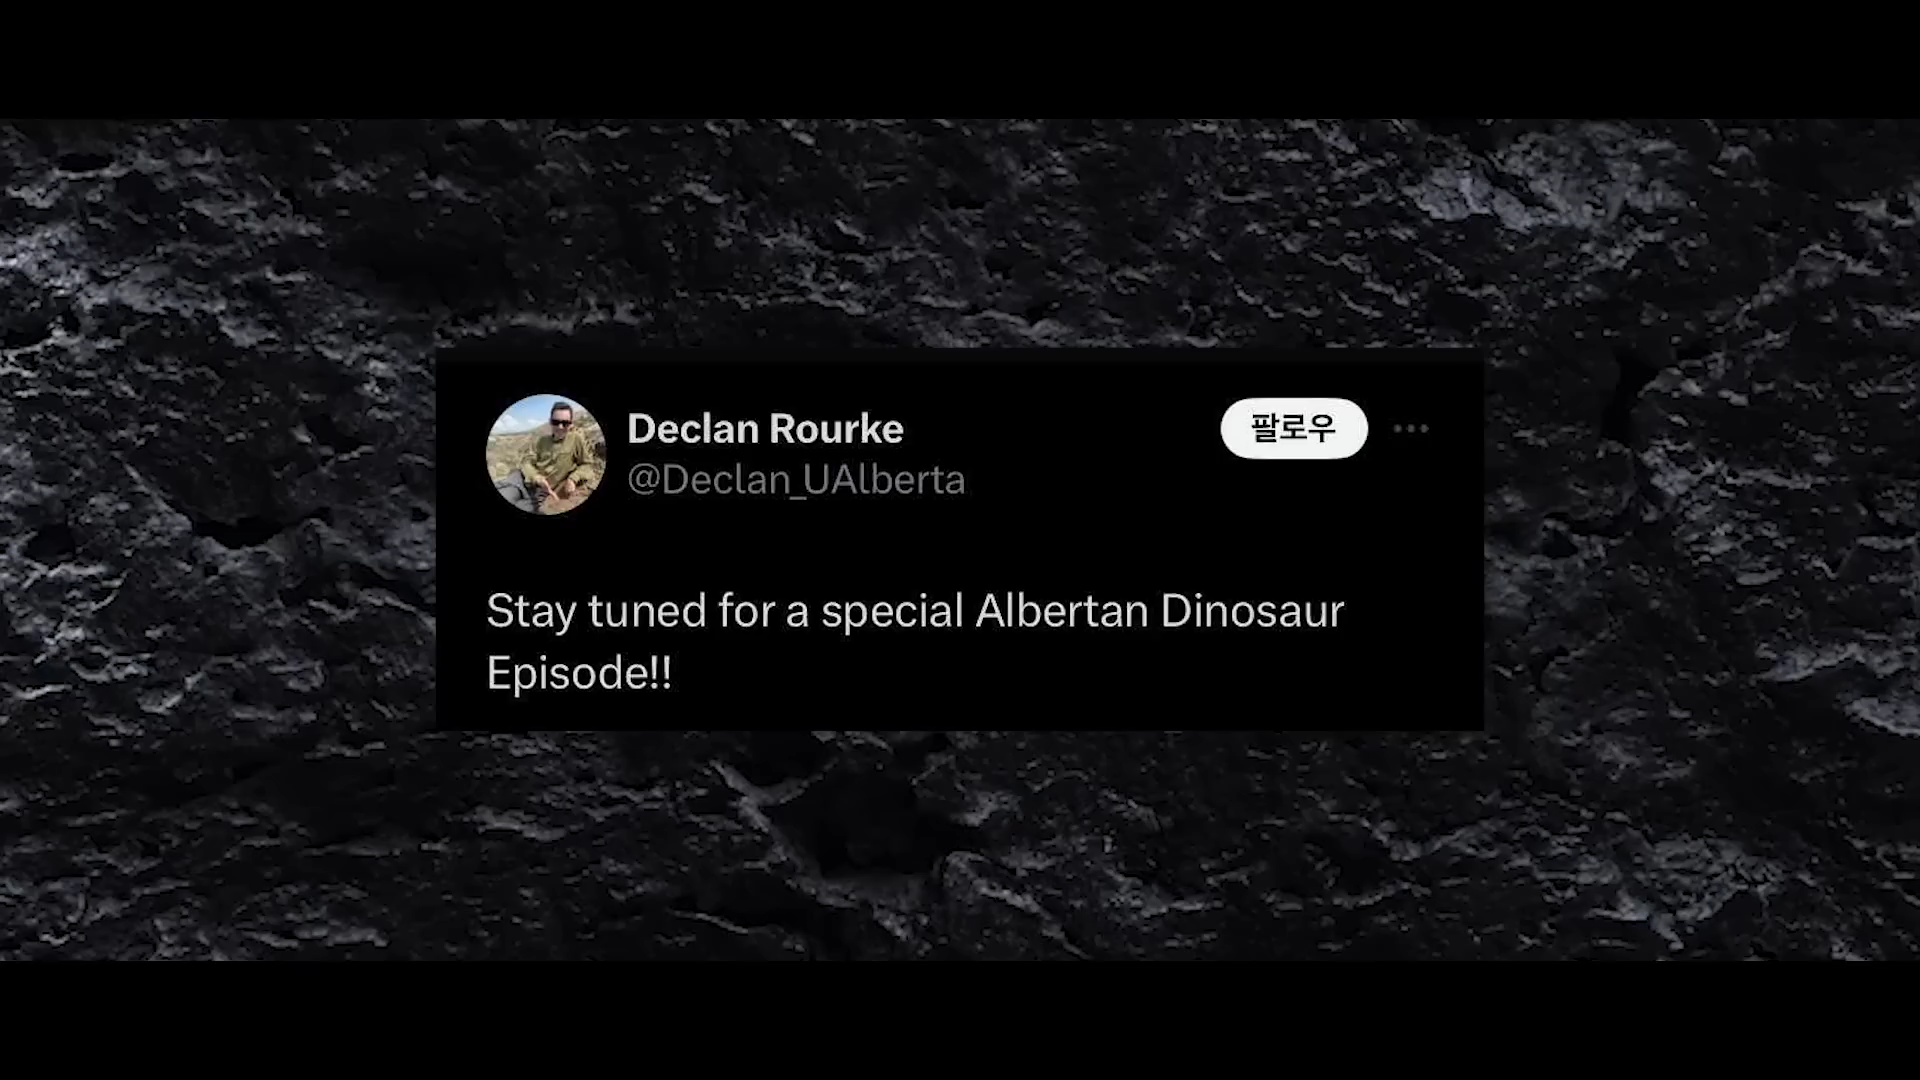 Declan Rourke
팔로우
@Declan_UAlberta
Stay tuned for a special Albertan Dinosaur
Episode!!